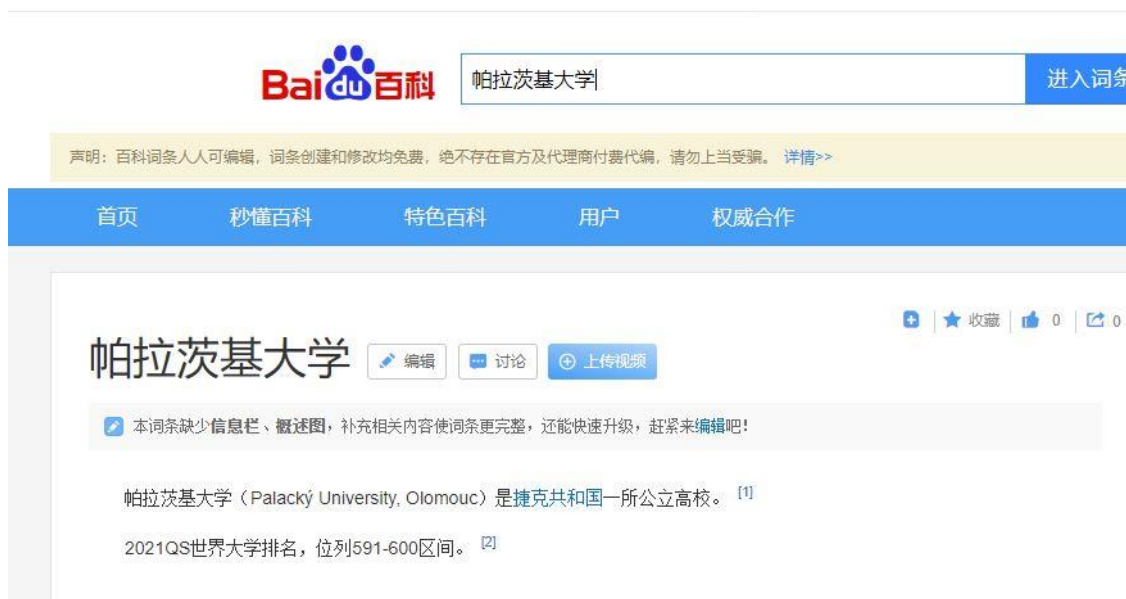 Baidu百科
帕拉茨基大学
进入词条
声明：百科词条人人可编辑，词条创建和修改均免费，绝不存在官方及代理商付费代编，请勿上当受骗。 详情>>
首页 秒懂百科 特色百科 用户 权威合作
收藏 0 0
帕拉茨基大学 编辑 讨论 上传视频
本词条缺少信息栏、概述图，补充相关内容使词条更完整，还能快速升级，赶紧来编辑吧！
帕拉茨基大学（Palacký University, Olomouc）是捷克共和国一所公立高校。 [1]
2021QS世界大学排名，位列591-600区间。 [2]